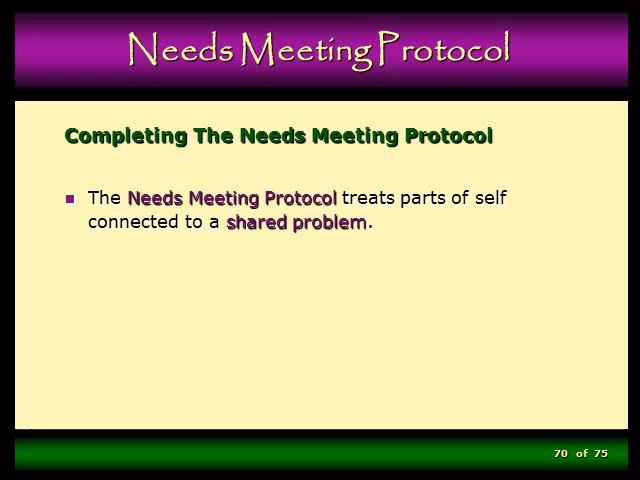 Needs Meeting Protocol
Completing The Needs Meeting Protocol
The Needs Meeting Protocol treats parts of self
connected to a shared problem.
70 of 75